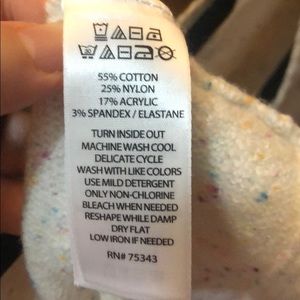 55% COTTON
25% NYLON
17% ACRYLIC
3% SPANDEX / ELASTANE
TURN INSIDE OUT
MACHINE WASH COOL
DELICATE CYCLE
WASH WITH LIKE COLORS
USE MILD DETERGENT
ONLY NON-CHLORINE
BLEACH WHEN NEEDED
RESHAPE WHILE DAMP
DRY FLAT
LOW IRON IF NEEDED
RN# 75343